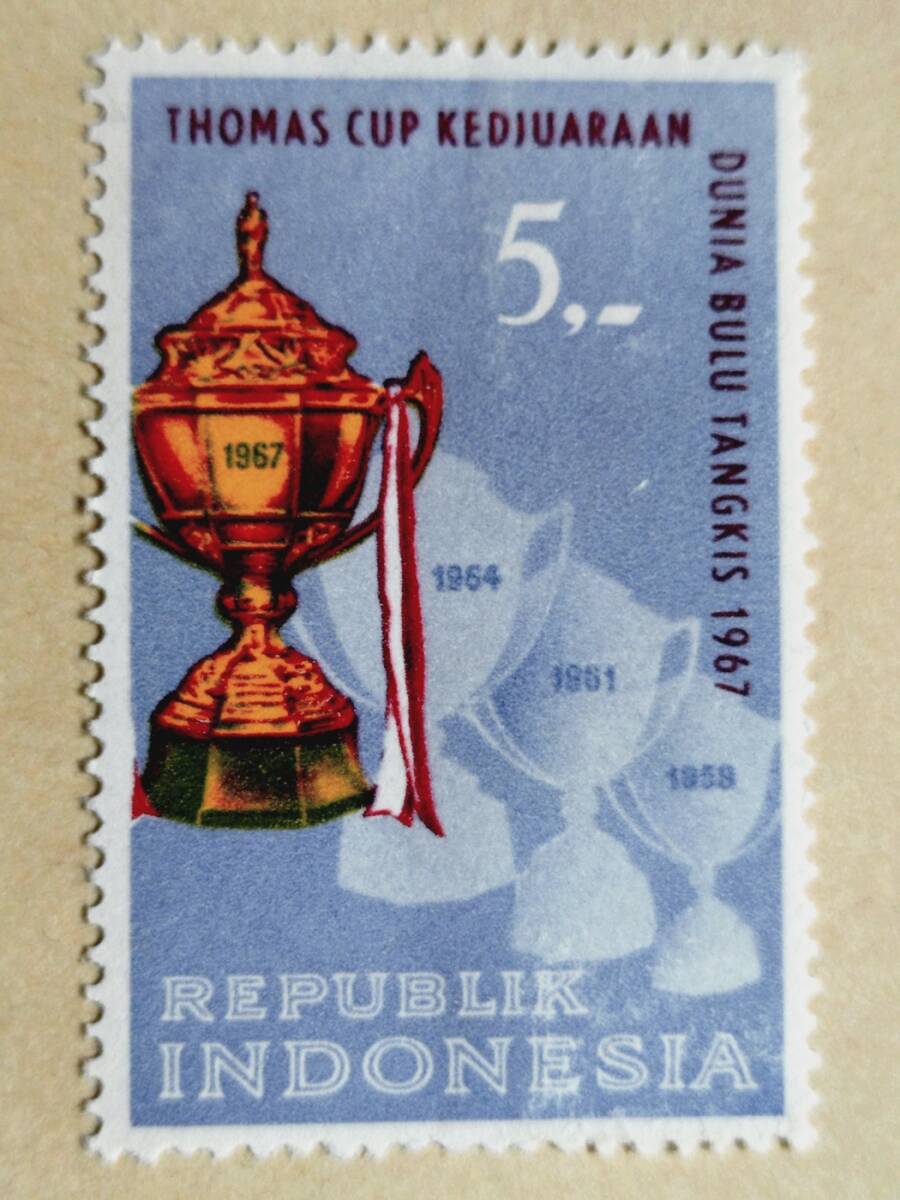 THOMAS CUP KEDJUARAAN
DUNIA BULU TANGKIS 1967
5,-
1967
1964
1961
1958
REPUBLIK
INDONESIA